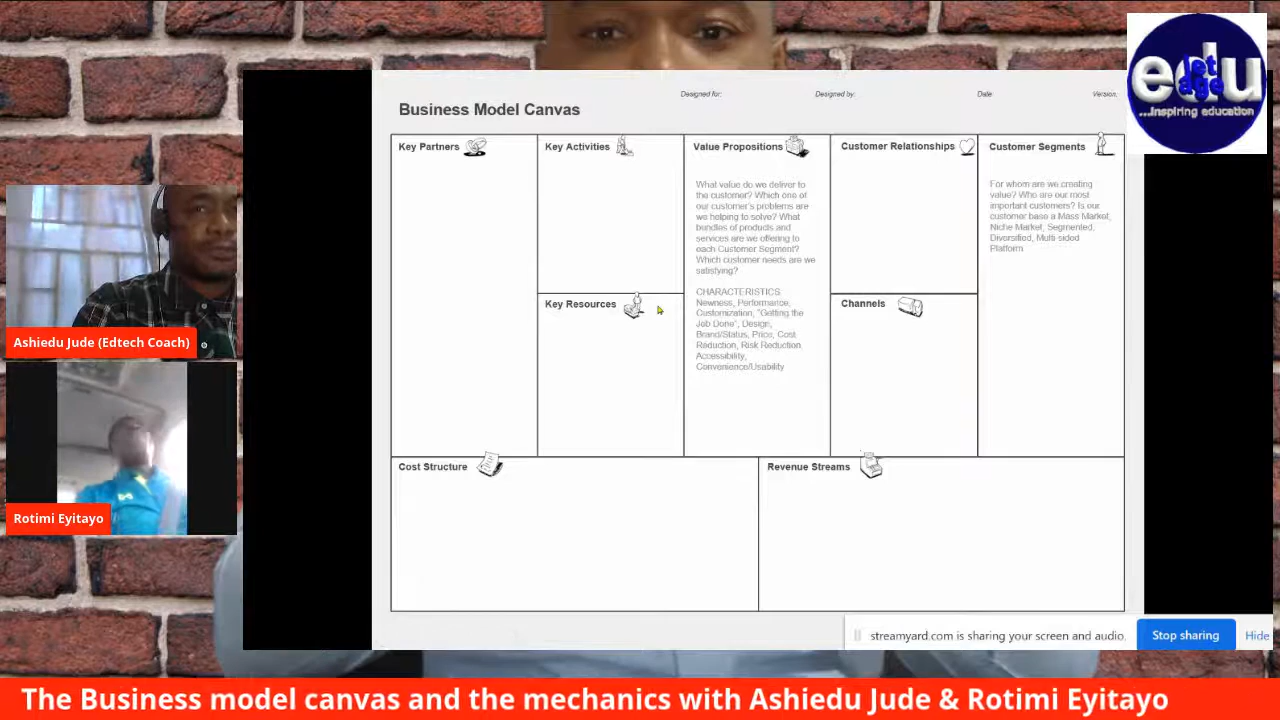 edu
jet
age
...inspiring education
Designed for:
Designed by:
Date
Version:
Business Model Canvas
Key Partners
Key Activities
Value Propositions
Customer Relationships
Customer Segments
What value do we deliver to
the customer? Which one of
our customer's problems are
we helping to solve? What
bundles of products and
services are we offering to
each Customer Segment?
Which customer needs are we
satisfying?
CHARACTERISTICS
Newness, Performance,
Customization, "Getting the
Job Done", Design,
Brand/Status, Price, Cost
Reduction, Risk Reduction
Accessibility,
Convenience/Usability
For whom are we creating
value? Who are our most
important customers? Is our
customer base a Mass Market,
Niche Market, Segmented,
Diversified, Multi-sided
Platform
Key Resources
Channels
Cost Structure
Revenue Streams
Ashiedu Jude (Edtech Coach)
Rotimi Eyitayo
streamyard.com is sharing your screen and audio.
Stop sharing
Hide
The Business model canvas and the mechanics with Ashiedu Jude & Rotimi Eyitayo